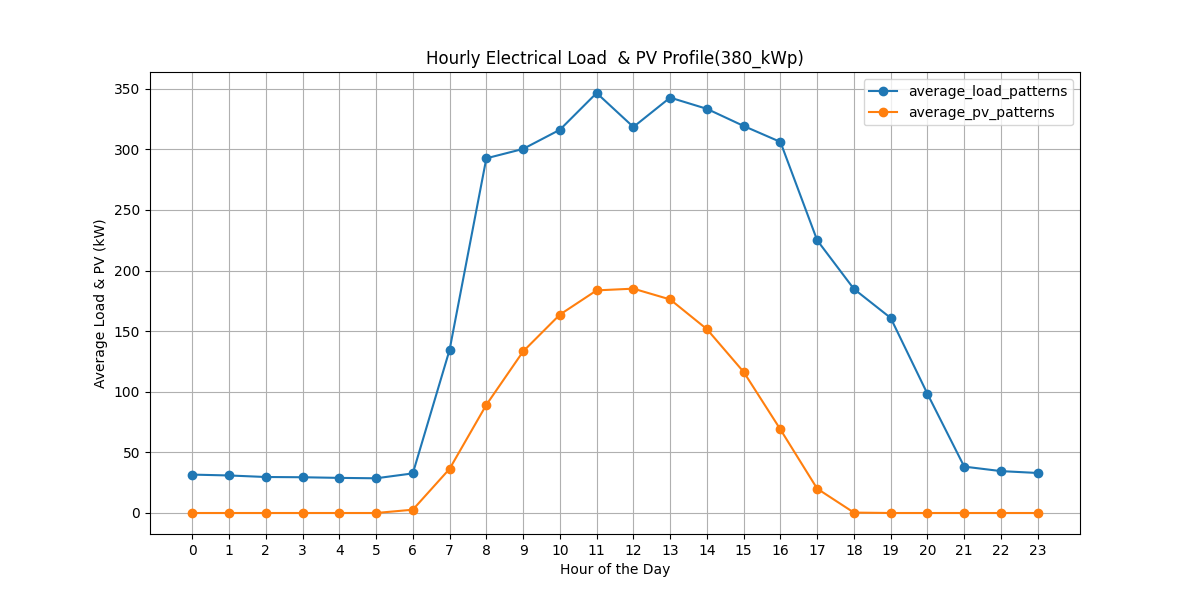 Hourly Electrical Load  & PV Profile(380_kWp)
average_load_patterns
average_pv_patterns
350
300
250
200
150
100
50
0
Average Load & PV (kW)
0 1 2 3 4 5 6 7 8 9 10 11 12 13 14 15 16 17 18 19 20 21 22 23
Hour of the Day